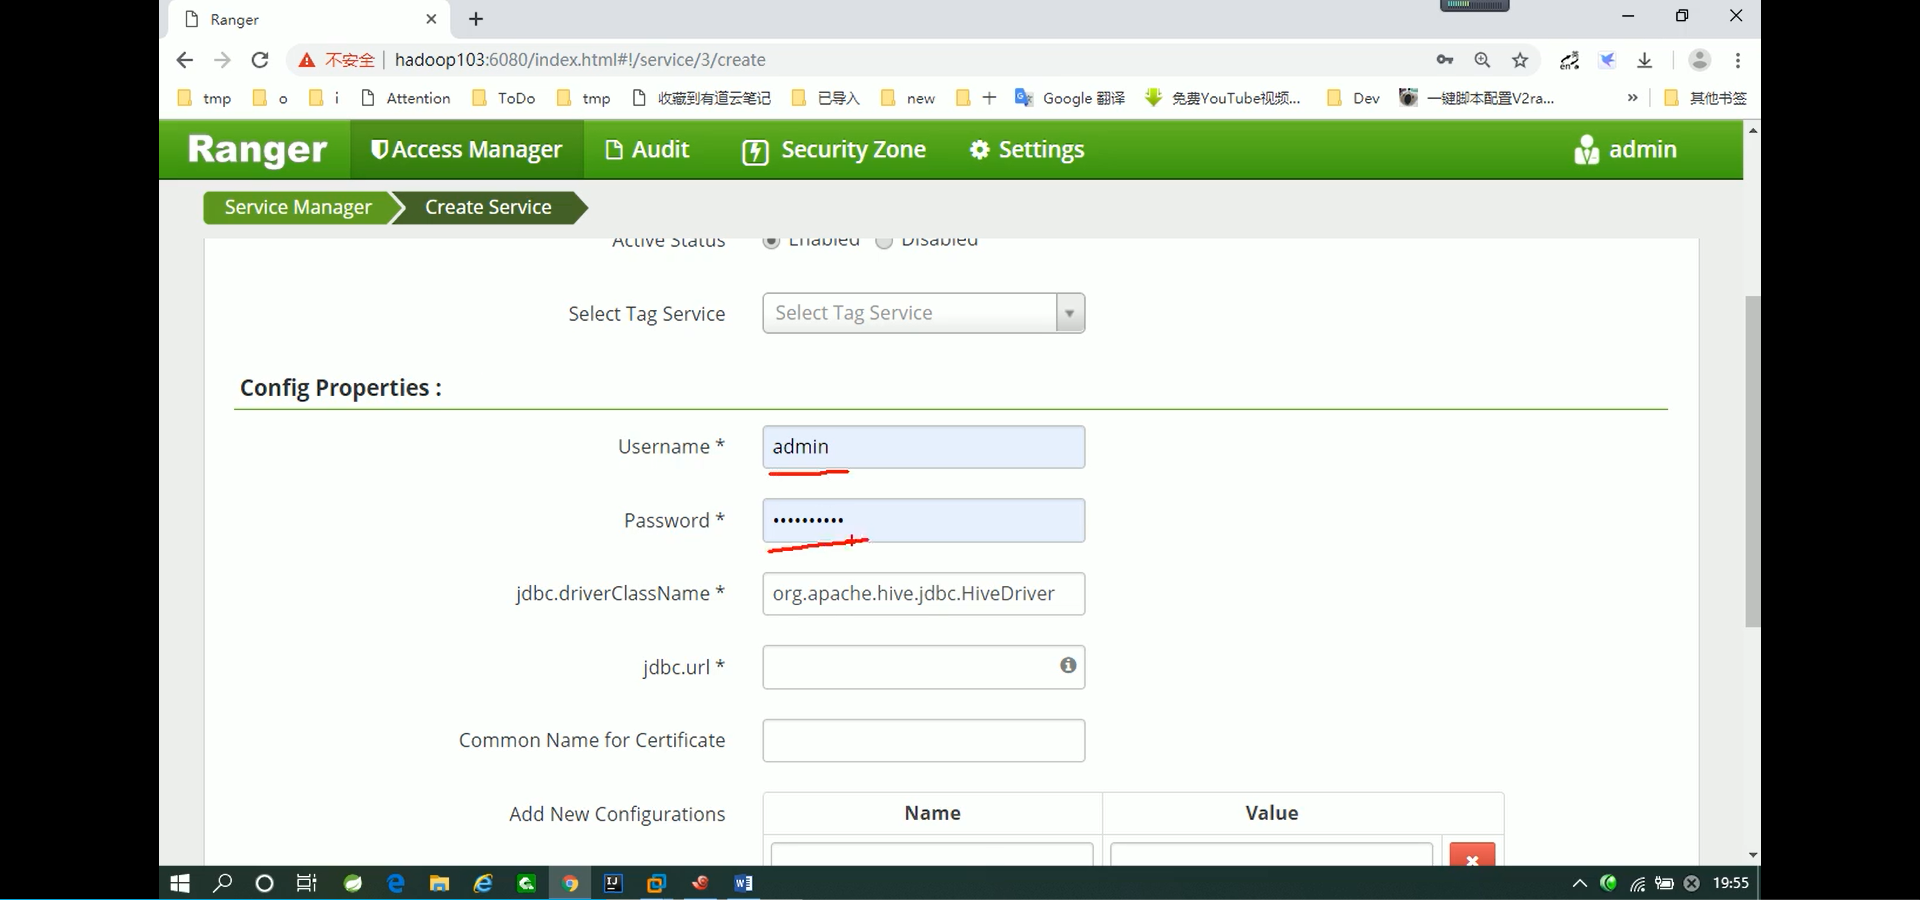 Ranger
不安全 hadoop103:6080/index.html#!/service/3/create
tmp o i Attention ToDo tmp 收藏到有道云笔记 已导入 new 十 Google 翻译 免费YouTube视频... Dev 一键脚本配置V2ra... » 其他书签
Ranger Access Manager Audit Security Zone Settings admin
Service Manager Create Service
Active Status Enabled Disabled
Select Tag Service Select Tag Service
Config Properties :
Username * admin
Password * ••••••••••
jdbc.driverClassName * org.apache.hive.jdbc.HiveDriver
jdbc.url *
Common Name for Certificate
Add New Configurations Name Value
19:55